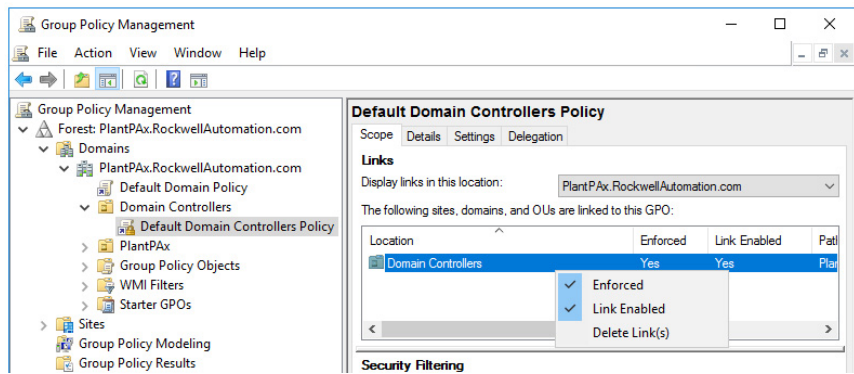 Group Policy Management
File Action View Window Help
Group Policy Management
Forest: PlantPAx.RockwellAutomation.com
Domains
PlantPAx.RockwellAutomation.com
Default Domain Policy
Domain Controllers
Default Domain Controllers Policy
PlantPAx
Group Policy Objects
WMI Filters
Starter GPOs
Sites
Group Policy Modeling
Group Policy Results
Default Domain Controllers Policy
Scope Details Settings Delegation
Links
Display links in this location: PlantPAx.RockwellAutomation.com
The following sites, domains, and OUs are linked to this GPO:
Location Enforced Link Enabled Patl
Domain Controllers Yes Yes Plar
Enforced
Link Enabled
Delete Link(s)
Security Filtering